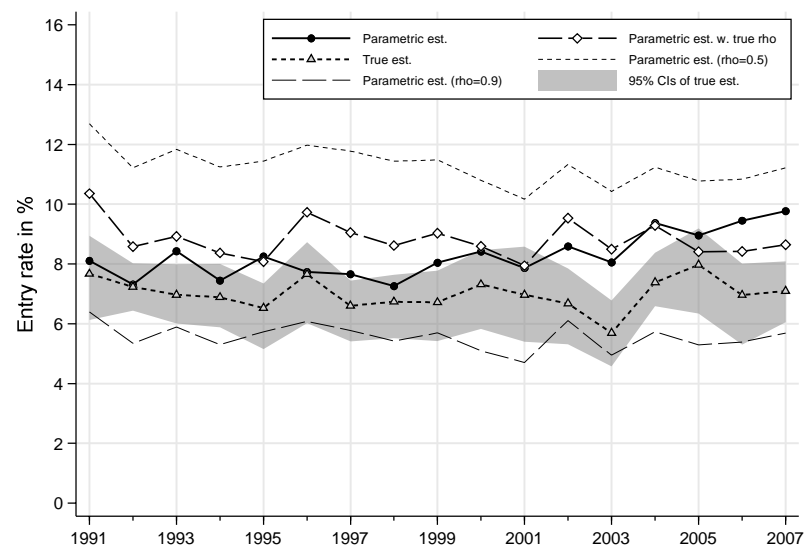 16
14
12
10
8
6
4
2
0
Entry rate in %
Parametric est.
Parametric est. w. true rho
True est.
Parametric est. (rho=0.5)
Parametric est. (rho=0.9)
95% CIs of true est.
1991 1993 1995 1997 1999 2001 2003 2005 2007